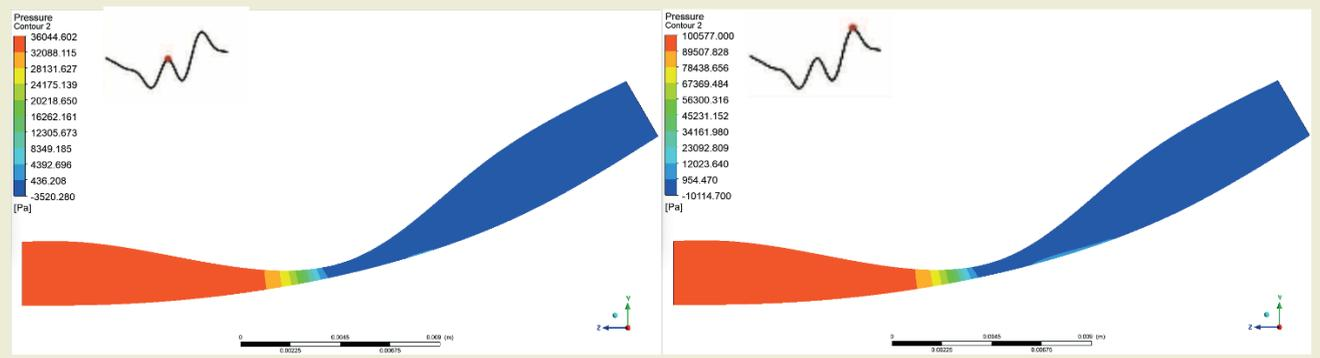 Pressure
Contour 2
36044.602
32088.115
28131.627
24175.139
20218.650
16262.161
12305.673
8349.185
4392.696
436.208
-3520.280
[Pa]
Y
Z
0 0.0045 0.009 (m)
0.00225 0.00675
Pressure
Contour 2
100577.000
89507.828
78438.656
67369.484
56300.316
45231.152
34161.980
23092.809
12023.640
954.470
-10114.700
[Pa]
Y
Z
0 0.0045 0.009 (m)
0.00225 0.00675